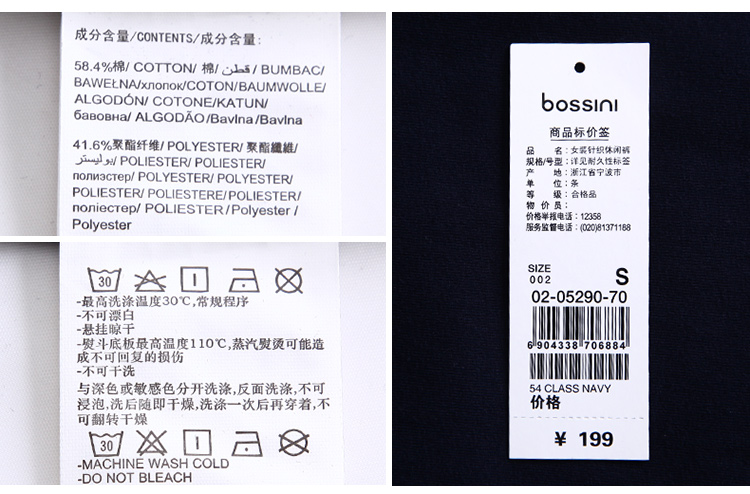 成分含量/CONTENTS/成分含量:
58.4%棉/ COTTON/ 棉/ قطن/ BUMBAC/
BAWEŁNA/хлопок/COTON/BAUMWOLLE/
ALGODÓN/ COTONE/KATUN/
бавовна/ ALGODÃO/Bavlna/Bavlna
41.6%聚酯纤维/ POLYESTER/ 聚酯纖維/
بوليستر/ POLIESTER/ POLIESTER/
полиэстер/ POLYESTER/ POLYESTER/
POLIESTER/ POLIESTERE/POLIESTER/
поліестер/ POLIESTER/Polyester/
Polyester
30
-最高洗涤温度30℃,常规程序
-不可漂白
-悬挂晾干
-熨斗底板最高温度110℃,蒸汽熨烫可能造
成不可回复的损伤
-不可干洗
与深色或敏感色分开洗涤,反面洗涤,不可
浸泡,洗后随即干燥,洗涤一次后再穿着,不
可翻转干燥
30
-MACHINE WASH COLD
-DO NOT BLEACH
bossini
商品标价签
品 名:女装针织休闲裤
规格/号型:详见耐久性标签
产 地:浙江省宁波市
单 位:条
等 级:合格品
物 价 员:
价格举报电话:12358
服务监督电话:(020)81371188
SIZE
002 S
02-05290-70
6 904338 706884
54 CLASS NAVY
价格
¥ 199